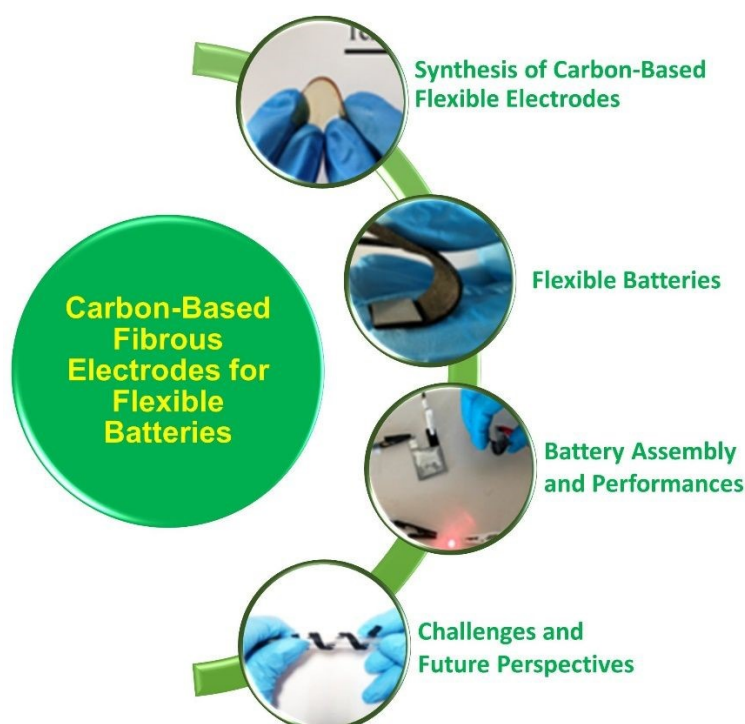 Synthesis of Carbon-Based
Flexible Electrodes
Carbon-Based
Fibrous
Electrodes for
Flexible
Batteries
Flexible Batteries
Battery Assembly
and Performances
Challenges and
Future Perspectives